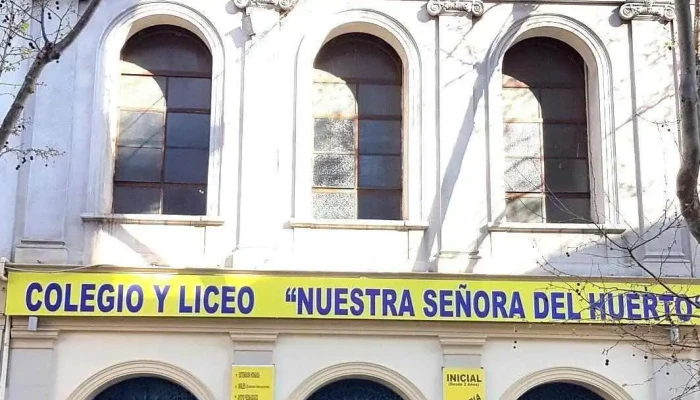 COLEGIO Y LICEO "NUESTRA SEÑORA DEL HUERTO
INICIAL